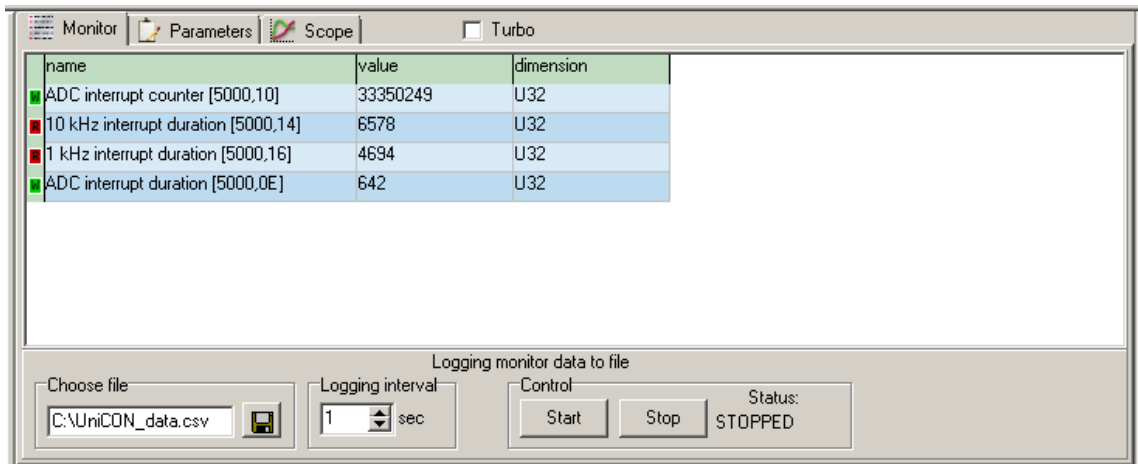 Monitor Parameters Scope Turbo
name value dimension
W ADC interrupt counter [5000,10] 33350249 U32
R 10 kHz interrupt duration [5000,14] 6578 U32
R 1 kHz interrupt duration [5000,16] 4694 U32
W ADC interrupt duration [5000,0E] 642 U32
Logging monitor data to file
Choose file Logging interval Control Status:
C:\UniCON_data.csv 1 sec Start Stop STOPPED